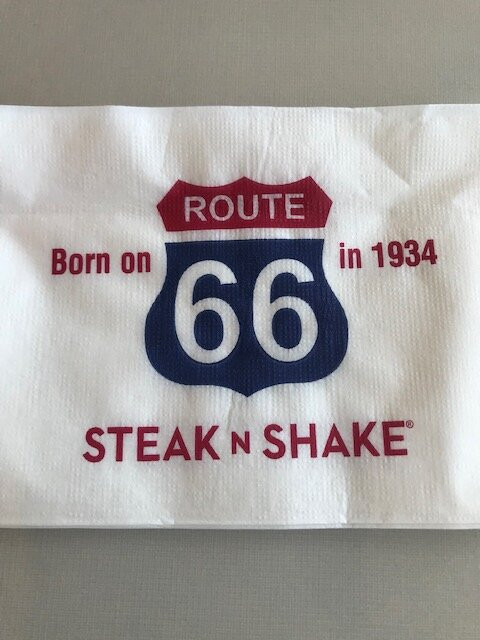 ROUTE
Born on 66 in 1934
STEAK N SHAKE®